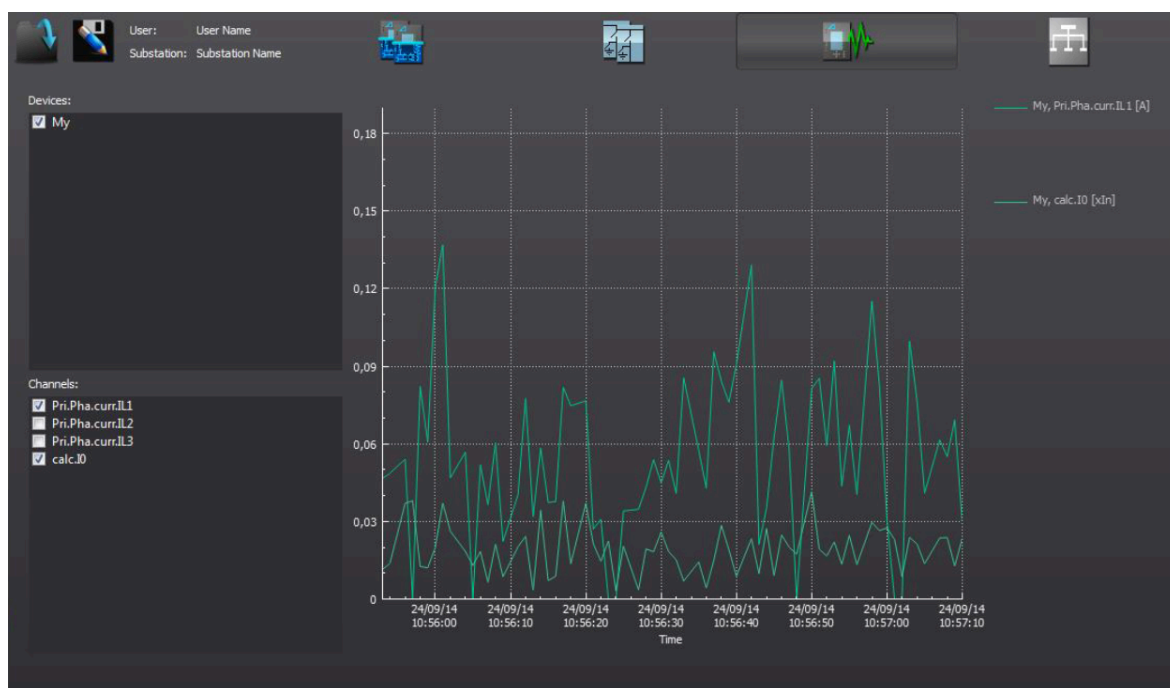 User: User Name
Substation: Substation Name
Devices:
My
Channels:
Pri.Pha.curr.IL1
Pri.Pha.curr.IL2
Pri.Pha.curr.IL3
calc.I0
0,18
0,15
0,12
0,09
0,06
0,03
0
24/09/14 24/09/14 24/09/14 24/09/14 24/09/14 24/09/14 24/09/14 24/09/14
10:56:00 10:56:10 10:56:20 10:56:30 10:56:40 10:56:50 10:57:00 10:57:10
Time
My, Pri.Pha.curr.IL1 [A]
My, calc.I0 [xIn]